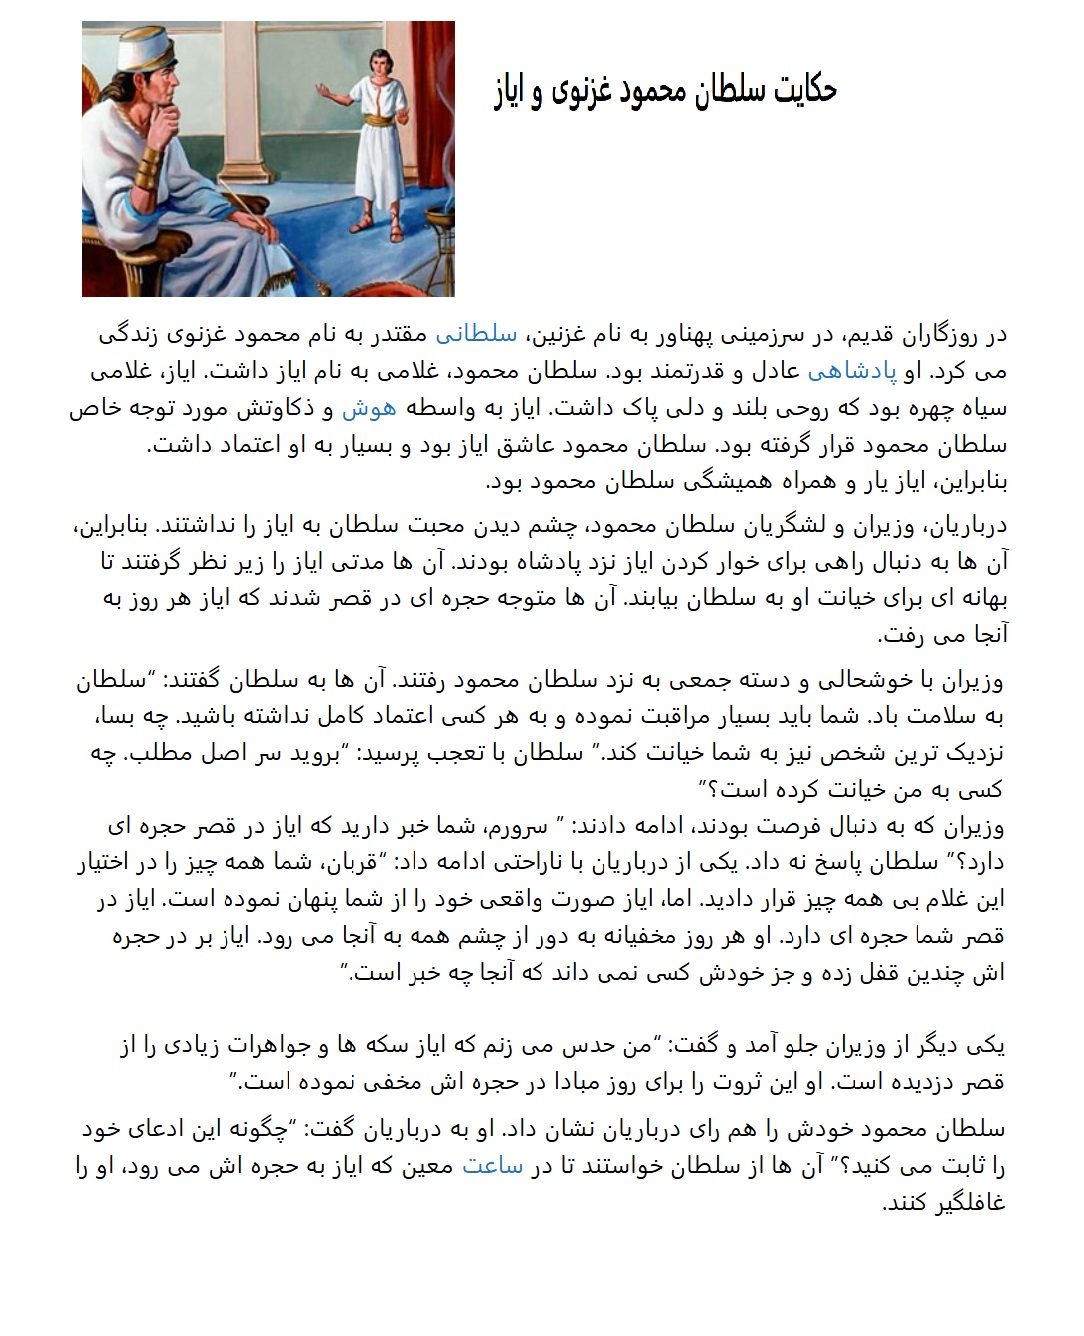 حکایت سلطان محمود غزنوی و ایاز
در روزگاران قدیم، در سرزمینی پهناور به نام غزنین، سلطانی مقتدر به نام محمود غزنوی زندگی
می کرد. او پادشاهی عادل و قدرتمند بود. سلطان محمود، غلامی به نام ایاز داشت. ایاز، غلامی
سیاه چهره بود که روحی بلند و دلی پاک داشت. ایاز به واسطه هوش و ذکاوتش مورد توجه خاص
سلطان محمود قرار گرفته بود. سلطان محمود عاشق ایاز بود و بسیار به او اعتماد داشت.
بنابراین، ایاز یار و همراه همیشگی سلطان محمود بود.
درباریان، وزیران و لشگریان سلطان محمود، چشم دیدن محبت سلطان به ایاز را نداشتند. بنابراین،
آن ها به دنبال راهی برای خوار کردن ایاز نزد پادشاه بودند. آن ها مدتی ایاز را زیر نظر گرفتند تا
بهانه ای برای خیانت او به سلطان بیابند. آن ها متوجه حجره ای در قصر شدند که ایاز هر روز به
آنجا می رفت.
وزیران با خوشحالی و دسته جمعی به نزد سلطان محمود رفتند. آن ها به سلطان گفتند: “سلطان
به سلامت باد. شما باید بسیار مراقبت نموده و به هر کسی اعتماد کامل نداشته باشید. چه بسا،
نزدیک ترین شخص نیز به شما خیانت کند.” سلطان با تعجب پرسید: “بروید سر اصل مطلب. چه
کسی به من خیانت کرده است؟”
وزیران که به دنبال فرصت بودند، ادامه دادند: ” سرورم، شما خبر دارید که ایاز در قصر حجره ای
دارد؟” سلطان پاسخ نه داد. یکی از درباریان با ناراحتی ادامه داد: “قربان، شما همه چیز را در اختیار
این غلام بی همه چیز قرار دادید. اما، ایاز صورت واقعی خود را از شما پنهان نموده است. ایاز در
قصر شما حجره ای دارد. او هر روز مخفیانه به دور از چشم همه به آنجا می رود. ایاز بر در حجره
اش چندین قفل زده و جز خودش کسی نمی داند که آنجا چه خبر است.”
یکی دیگر از وزیران جلو آمد و گفت: “من حدس می زنم که ایاز سکه ها و جواهرات زیادی را از
قصر دزدیده است. او این ثروت را برای روز مبادا در حجره اش مخفی نموده است.”
سلطان محمود خودش را هم رای درباریان نشان داد. او به درباریان گفت: “چگونه این ادعای خود
را ثابت می کنید؟” آن ها از سلطان خواستند تا در ساعت معین که ایاز به حجره اش می رود، او را
غافلگیر کنند.